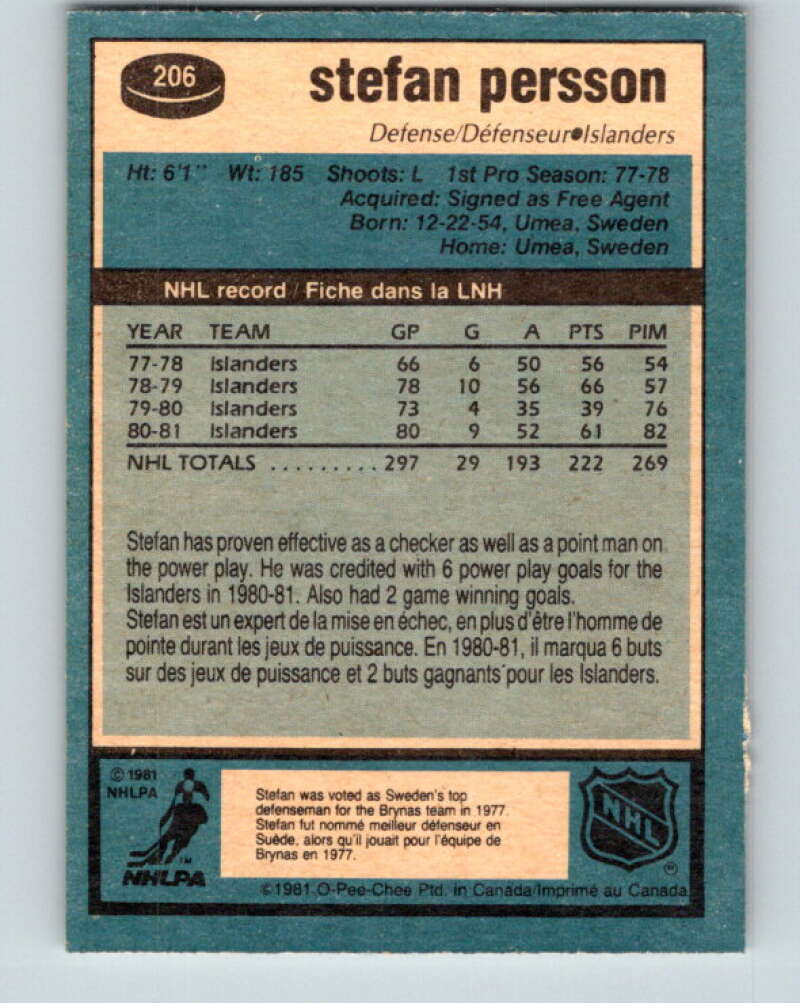 206
stefan persson
Defense/Défenseur•Islanders
Ht: 6'1" Wt: 185 Shoots: L 1st Pro Season: 77-78
Acquired: Signed as Free Agent
Born: 12-22-54, Umea, Sweden
Home: Umea, Sweden
NHL record / Fiche dans la LNH
YEAR TEAM GP G A PTS PIM
77-78 Islanders 66 6 50 56 54
78-79 Islanders 78 10 56 66 57
79-80 Islanders 73 4 35 39 76
80-81 Islanders 80 9 52 61 82
NHL TOTALS ......... 297 29 193 222 269
Stefan has proven effective as a checker as well as a point man on
the power play. He was credited with 6 power play goals for the
Islanders in 1980-81. Also had 2 game winning goals.
Stefan est un expert de la mise en échec, en plus d'être l'homme de
pointe durant les jeux de puissance. En 1980-81, il marqua 6 buts
sur des jeux de puissance et 2 buts gagnants pour les Islanders.
© 1981
NHLPA
TM
NHLPA
Stefan was voted as Sweden's top
defenseman for the Brynas team in 1977.
Stefan fut nommé meilleur défenseur en
Suède, alors qu'il jouait pour l'équipe de
Brynas en 1977.
NHL
®
©1981 O-Pee-Chee Ptd. in Canada/Imprimé au Canada